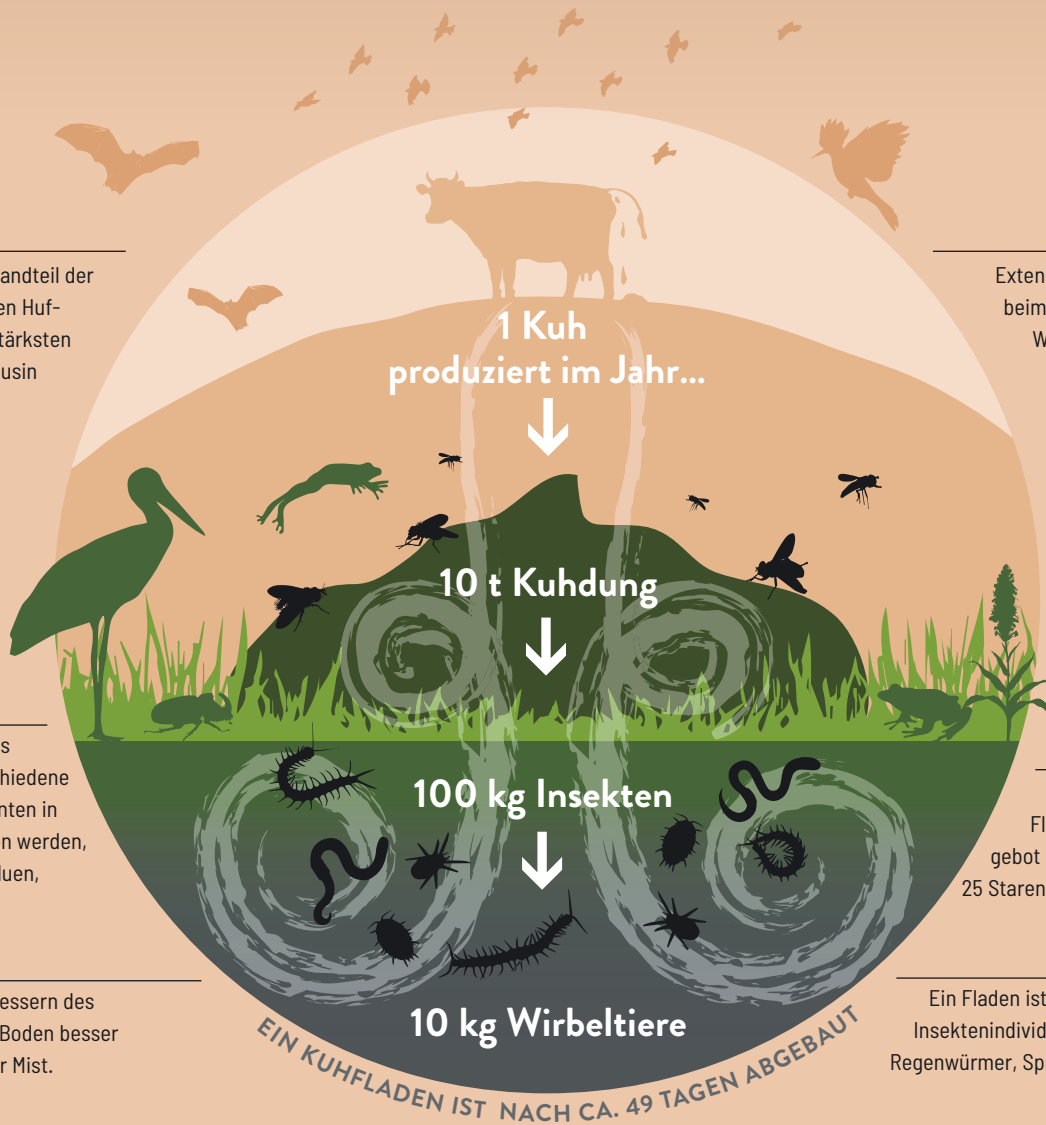 andteil der
en Huf-
tärksten
usin
Exten
beim
W
1 Kuh
produziert im Jahr...
10 t Kuhdung
100 kg Insekten
10 kg Wirbeltiere
s
hiedene
nten in
n werden,
luen,
Fl
gebot
25 Staren
essern des
Boden besser
r Mist.
Ein Fladen ist
Insektenindivid
Regenwürmer, Sp
EIN KUHFLADEN IST NACH CA. 49 TAGEN ABGEBAUT